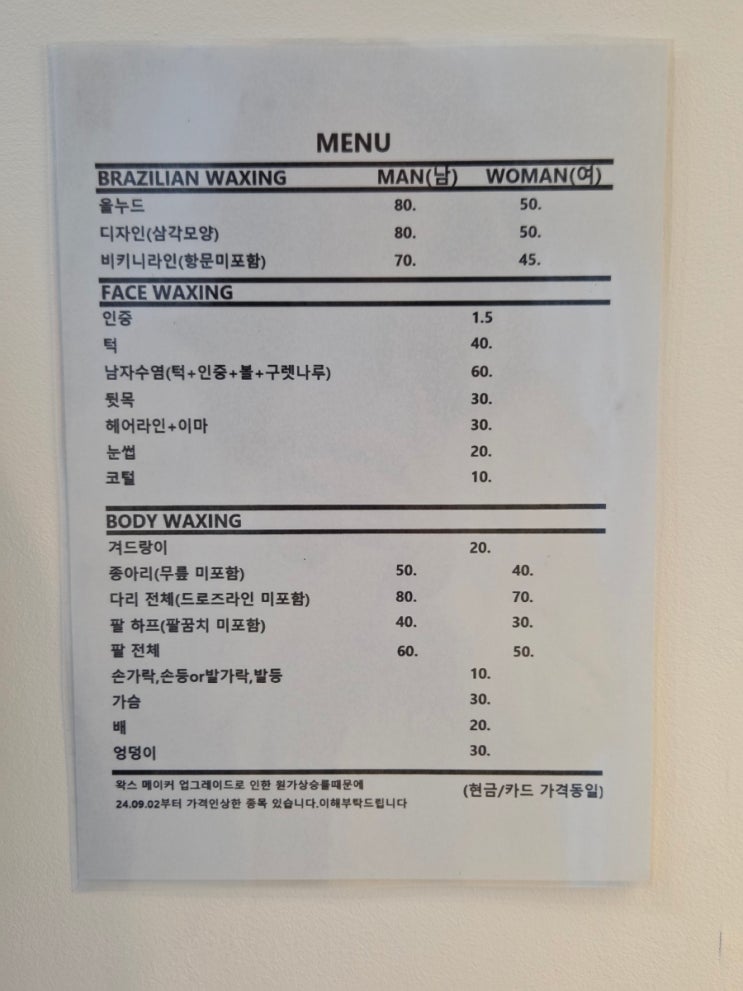 MENU
BRAZILIAN WAXING MAN(남) WOMAN(여)
올누드 80. 50.
디자인(삼각모양) 80. 50.
비키니라인(항문미포함) 70. 45.
FACE WAXING
인중 1.5
턱 40.
남자수염(턱+인중+볼+구렛나루) 60.
뒷목 30.
헤어라인+이마 30.
눈썹 20.
코털 10.
BODY WAXING
겨드랑이 20.
종아리(무릎 미포함) 50. 40.
다리 전체(드로즈라인 미포함) 80. 70.
팔 하프(팔꿈치 미포함) 40. 30.
팔 전체 60. 50.
손가락,손등or발가락,발등 10.
가슴 30.
배 20.
엉덩이 30.
왁스 메이커 업그레이드로 인한 원가상승률때문에
24.09.02부터 가격인상한 종목 있습니다.이해부탁드립니다
(현금/카드 가격동일)